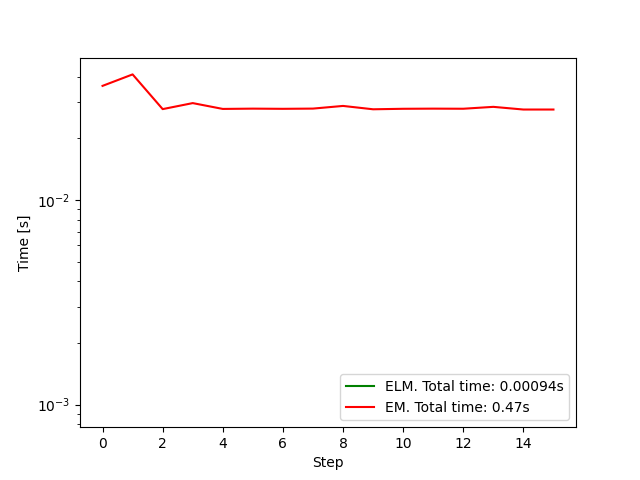 Time [s]
10⁻²
10⁻³
0 2 4 6 8 10 12 14
Step
ELM. Total time: 0.00094s
EM. Total time: 0.47s